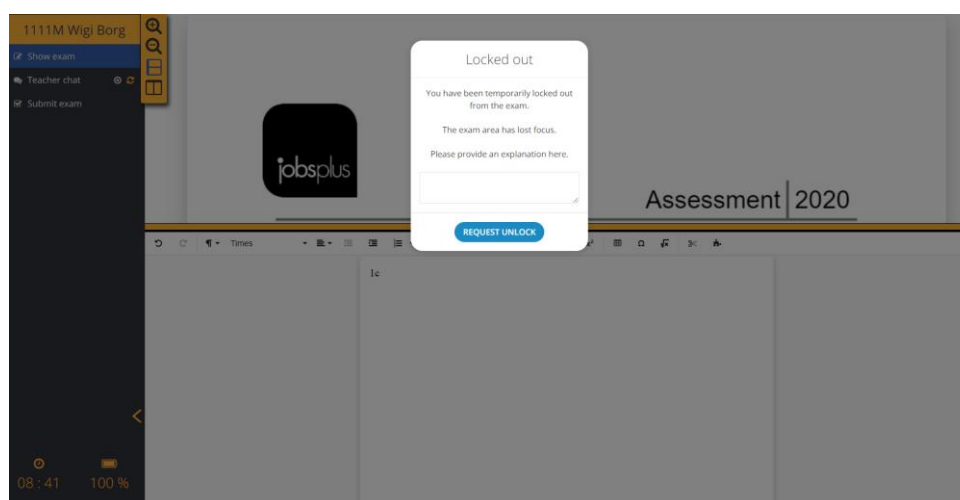 1111M Wigi Borg
Show exam
Teacher chat
Submit exam
08 : 41
100 %
jobsplus
Assessment 2020
Locked out
You have been temporarily locked out
from the exam.
The exam area has lost focus.
Please provide an explanation here.
REQUEST UNLOCK
Times
Ω
1c